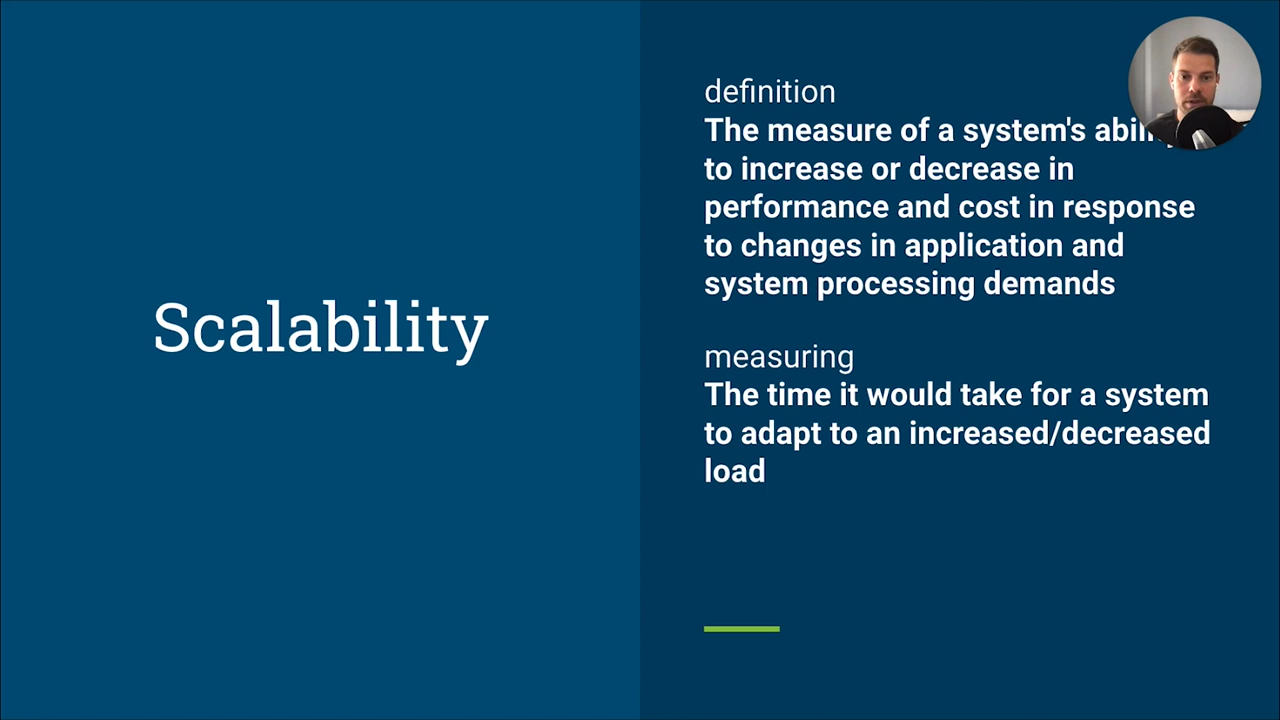 Scalability
definition
The measure of a system's
to increase or decrease in
performance and cost in response
to changes in application and
system processing demands
measuring
The time it would take for a system
to adapt to an increased/decreased
load